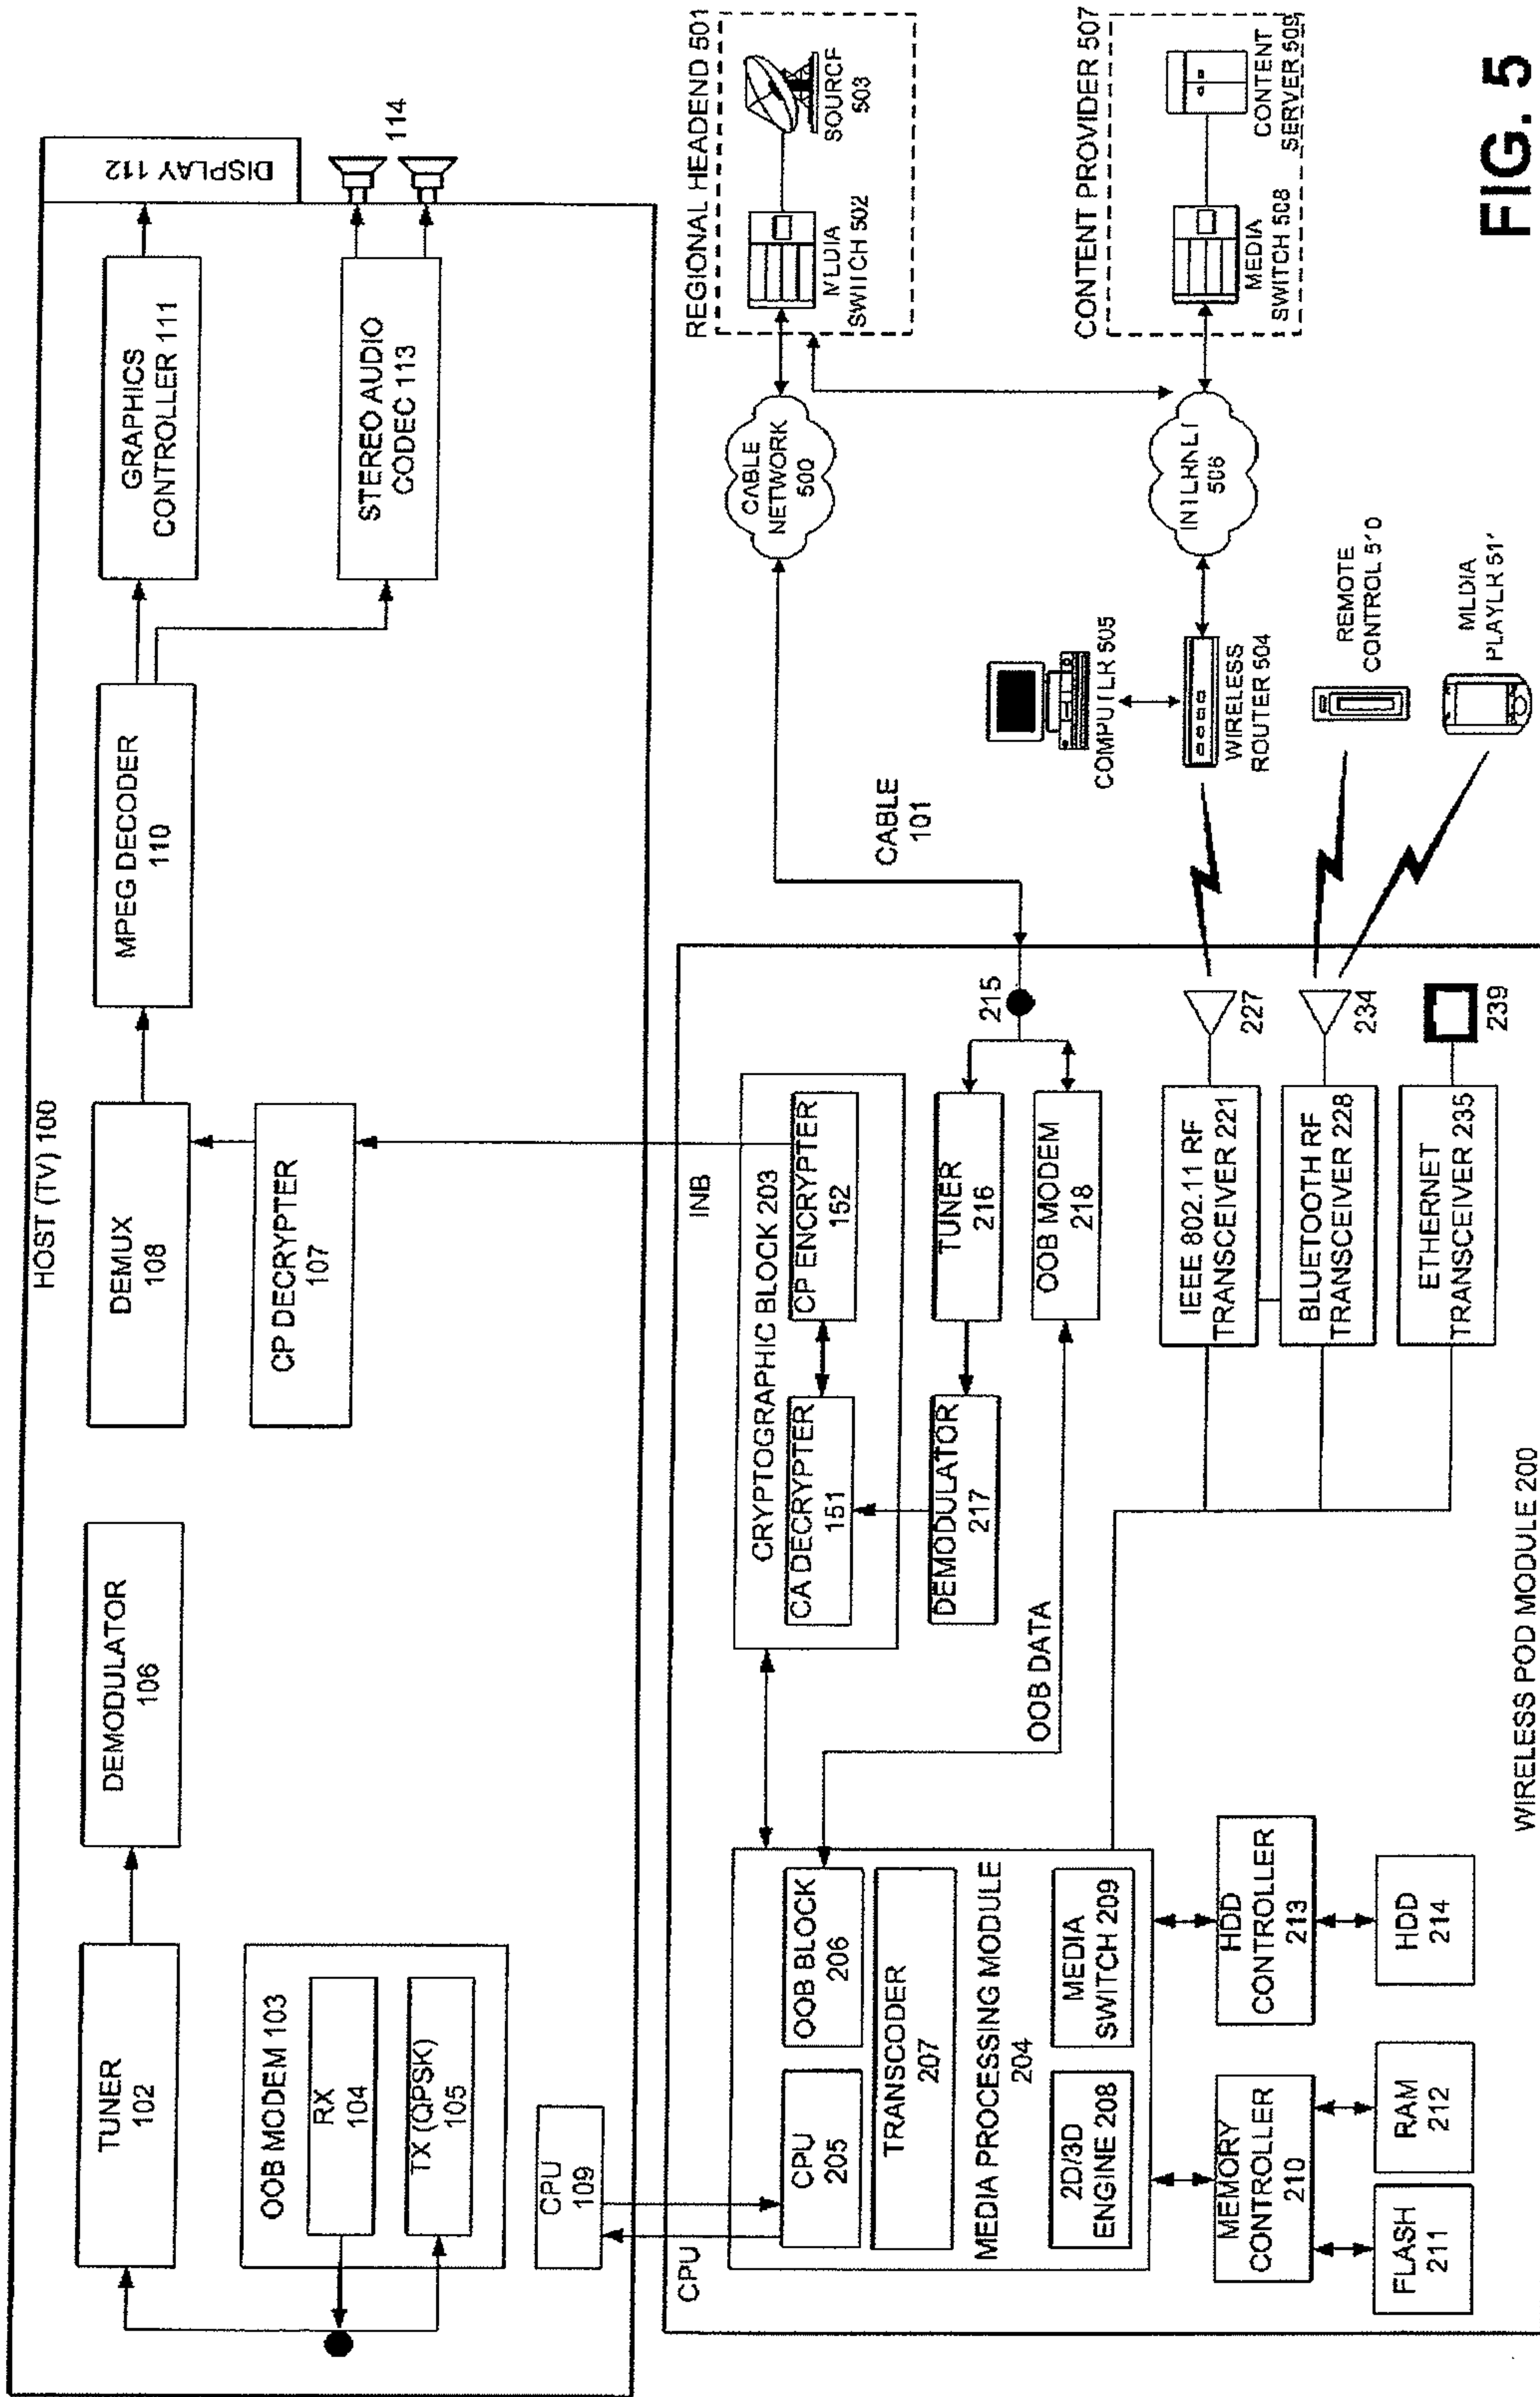 HOST (TV) 100
TUNER
102
DEMODULATOR
106
DEMUX
108
MPEG DECODER
110
GRAPHICS
CONTROLLER 111
DISPLAY 112
OOB MODEM 103
RX
104
TX (QPSK)
105
CP DECRYPTER
107
STEREO AUDIO
CODEC 113
114
CPU
109
CPU
INB
CPU
205
OOB BLOCK
206
TRANSCODER
207
MEDIA PROCESSING MODULE
204
2D/3D
ENGINE 208
MEDIA
SWITCH 209
MEMORY
CONTROLLER
210
HDD
CONTROLLER
213
FLASH
211
RAM
212
HDD
214
CRYPTOGRAPHIC BLOCK 203
CA DECRYPTER
151
CP ENCRYPTER
152
DEMODULATOR
217
TUNER
216
OOB DATA
OOB MODEM
218
215
IEEE 802.11 RF
TRANSCEIVER 221
227
BLUETOOTH RF
TRANSCEIVER 228
234
ETHERNET
TRANSCEIVER 235
239
WIRELESS POD MODULE 200
CABLE
101
CABLE
NETWORK
500
REGIONAL HEADEND 501
SWITCH 502
503
COMPUTER 505
WIRELESS
ROUTER 504
506
CONTENT PROVIDER 507
MEDIA
SWITCH 508
CONTENT
SERVER 509
REMOTE
CONTROL 510
FIG. 5